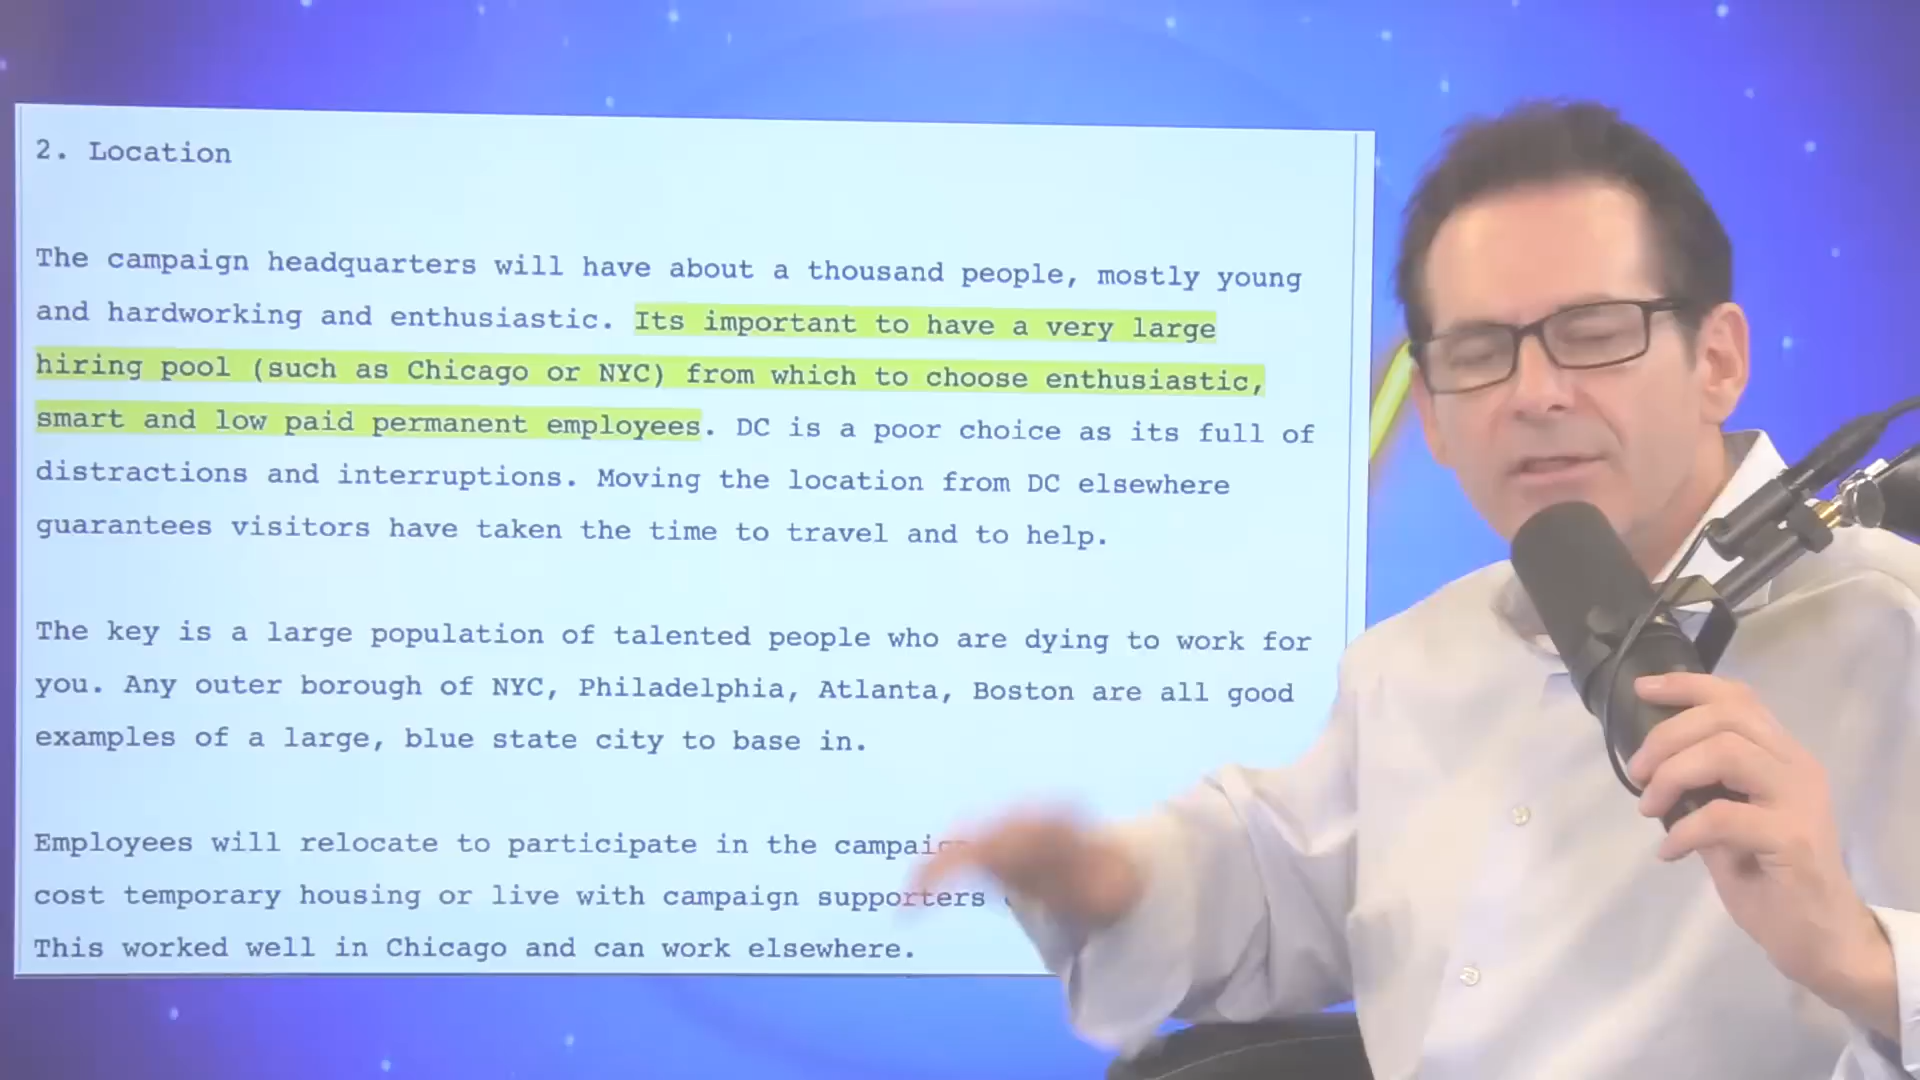 2. Location
The campaign headquarters will have about a thousand people, mostly young
and hardworking and enthusiastic. Its important to have a very large
hiring pool (such as Chicago or NYC) from which to choose enthusiastic,
smart and low paid permanent employees. DC is a poor choice as its full of
distractions and interruptions. Moving the location from DC elsewhere
guarantees visitors have taken the time to travel and to help.
The key is a large population of talented people who are dying to work for
you. Any outer borough of NYC, Philadelphia, Atlanta, Boston are all good
examples of a large, blue state city to base in.
Employees will relocate to participate in the
cost temporary housing or live with campaign supporters
This worked well in Chicago and can work elsewhere.